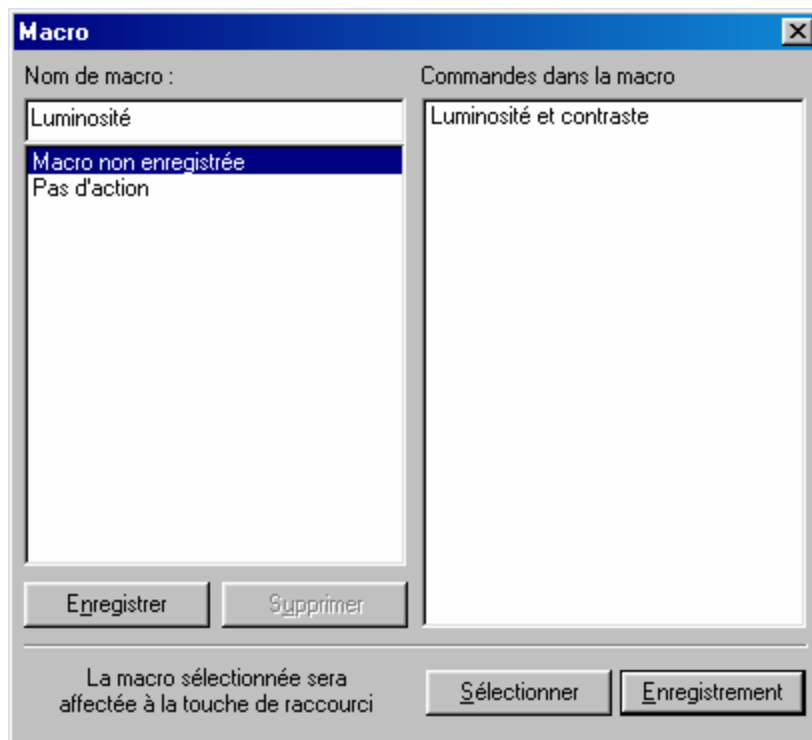 Macro
Nom de macro :
Luminosité
Macro non enregistrée
Pas d'action
Enregistrer
Supprimer
Commandes dans la macro
Luminosité et contraste
La macro sélectionnée sera
affectée à la touche de raccourci
Sélectionner
Enregistrement